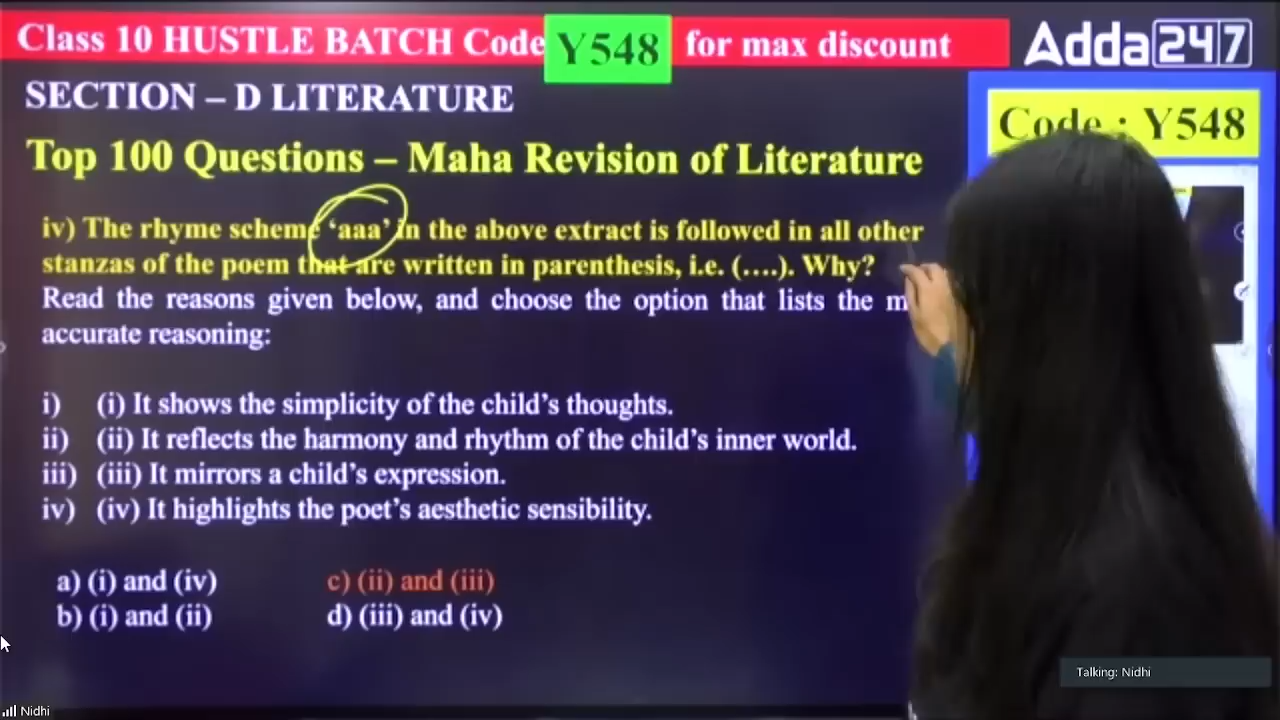 Class 10 HUSTLE BATCH Code Y548 for max discount
Adda247
SECTION – D LITERATURE
Code : Y548
Top 100 Questions – Maha Revision of Literature
iv) The rhyme scheme ‘aaa’ in the above extract is followed in all other
stanzas of the poem that are written in parenthesis, i.e. (....). Why?
Read the reasons given below, and choose the option that lists the
accurate reasoning:
i) (i) It shows the simplicity of the child’s thoughts.
ii) (ii) It reflects the harmony and rhythm of the child’s inner world.
iii) (iii) It mirrors a child’s expression.
iv) (iv) It highlights the poet’s aesthetic sensibility.
a) (i) and (iv) c) (ii) and (iii)
b) (i) and (ii) d) (iii) and (iv)
Talking: Nidhi
Nidhi